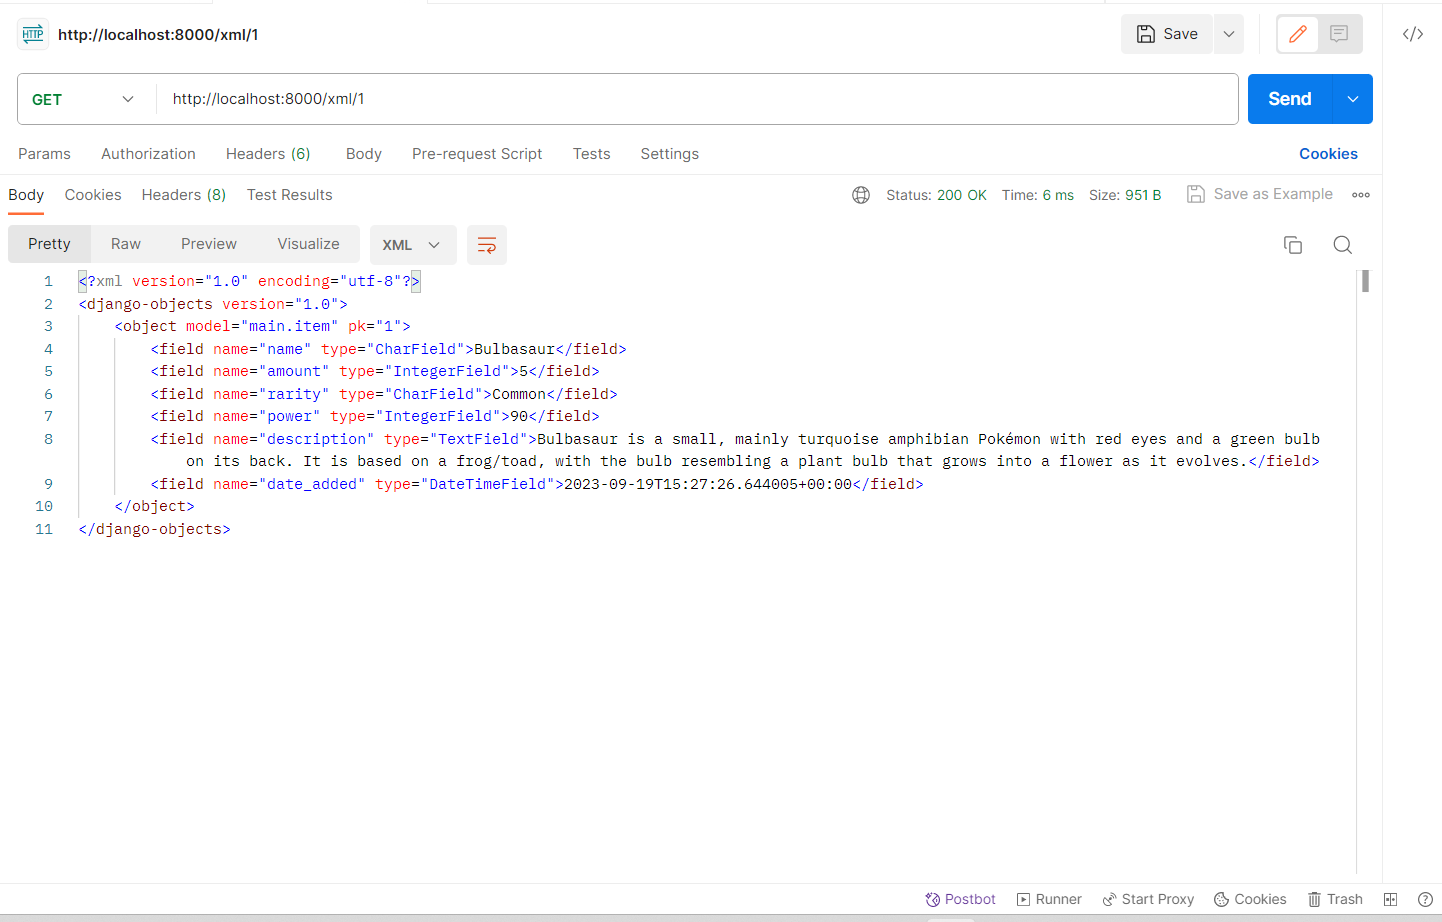 HTTP http://localhost:8000/xml/1 Save
GET http://localhost:8000/xml/1 Send
Params Authorization Headers (6) Body Pre-request Script Tests Settings Cookies
Body Cookies Headers (8) Test Results Status: 200 OK Time: 6 ms Size: 951 B Save as Example
Pretty Raw Preview Visualize XML
1 <?xml version="1.0" encoding="utf-8"?>
2 <django-objects version="1.0">
3 <object model="main.item" pk="1">
4 <field name="name" type="CharField">Bulbasaur</field>
5 <field name="amount" type="IntegerField">5</field>
6 <field name="rarity" type="CharField">Common</field>
7 <field name="power" type="IntegerField">90</field>
8 <field name="description" type="TextField">Bulbasaur is a small, mainly turquoise amphibian Pokémon with red eyes and a green bulb
on its back. It is based on a frog/toad, with the bulb resembling a plant bulb that grows into a flower as it evolves.</field>
9 <field name="date_added" type="DateTimeField">2023-09-19T15:27:26.644005+00:00</field>
10 </object>
11 </django-objects>
Postbot Runner Start Proxy Cookies Trash